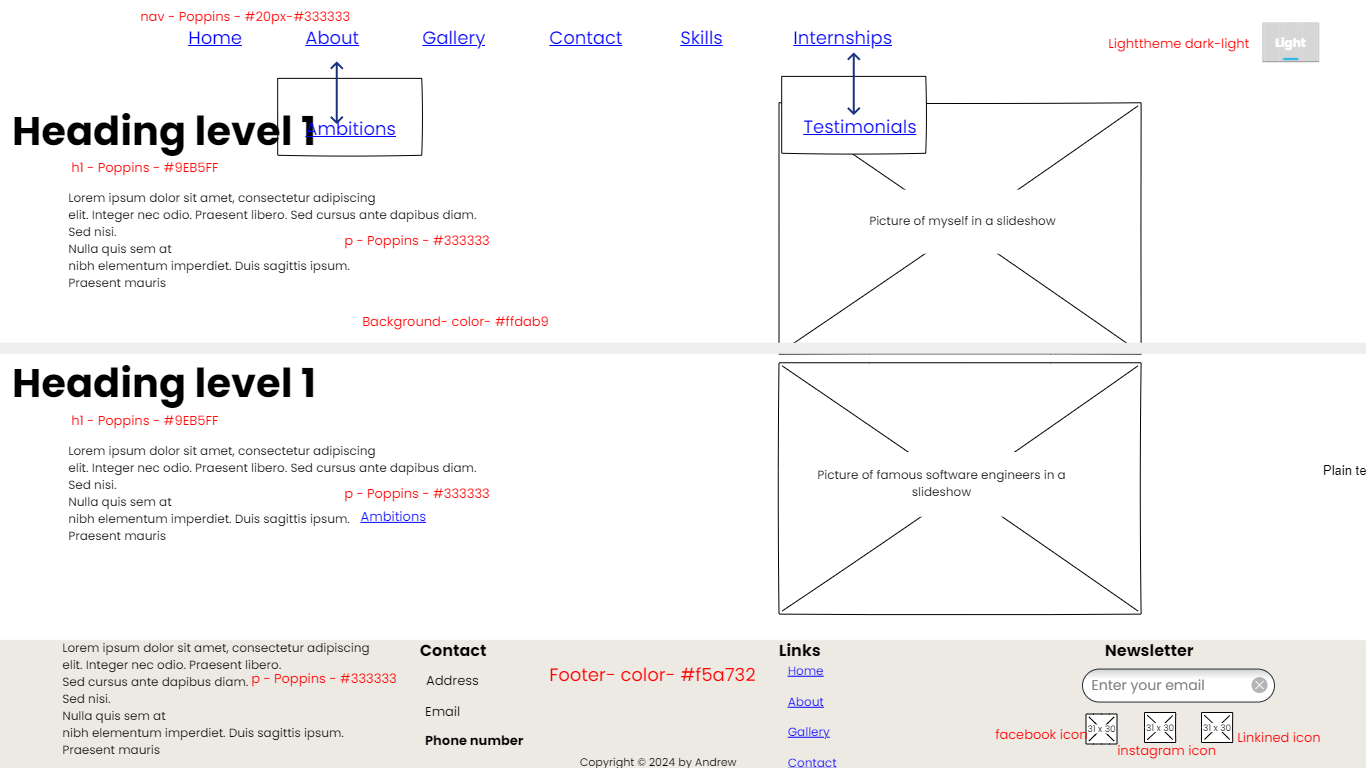 nav - Poppins - #20px-#333333
Home About Gallery Contact Skills Internships
Lighttheme dark-light
Light
Heading level 1
Ambitions
Testimonials
h1 - Poppins - #9EB5FF
Lorem ipsum dolor sit amet, consectetur adipiscing
elit. Integer nec odio. Praesent libero. Sed cursus ante dapibus diam.
Sed nisi.
Nulla quis sem at
nibh elementum imperdiet. Duis sagittis ipsum.
Praesent mauris
p - Poppins - #333333
Picture of myself in a slideshow
Background- color- #ffdab9
Heading level 1
h1 - Poppins - #9EB5FF
Lorem ipsum dolor sit amet, consectetur adipiscing
elit. Integer nec odio. Praesent libero. Sed cursus ante dapibus diam.
Sed nisi.
Nulla quis sem at
nibh elementum imperdiet. Duis sagittis ipsum.
Praesent mauris
p - Poppins - #333333
Ambitions
Picture of famous software engineers in a
slideshow
Plain te
Lorem ipsum dolor sit amet, consectetur adipiscing
elit. Integer nec odio. Praesent libero.
Sed cursus ante dapibus diam.
Sed nisi.
Nulla quis sem at
nibh elementum imperdiet. Duis sagittis ipsum.
Praesent mauris
p - Poppins - #333333
Contact
Address
Email
Phone number
Footer- color- #f5a732
Copyright © 2024 by Andrew
Links
Home
About
Gallery
Contact
Newsletter
Enter your email
31 x 30
31 x 30
31 x 30
facebook icon
instagram icon
Linkined icon